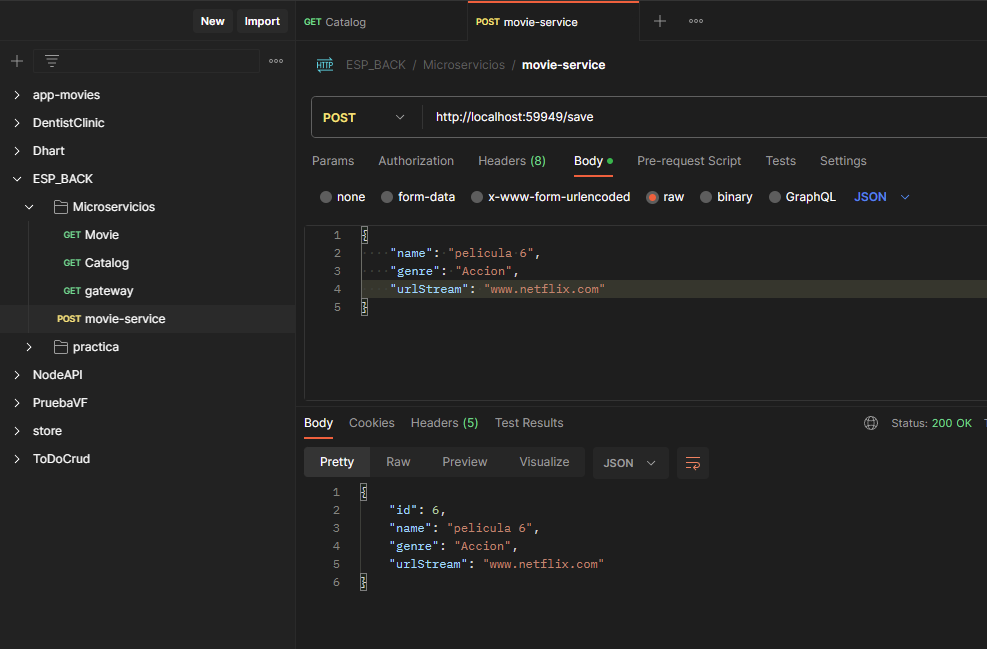 New Import
GET Catalog
POST movie-service
ESP_BACK / Microservicios / movie-service
app-movies
DentistClinic
Dhart
ESP_BACK
Microservicios
GET Movie
GET Catalog
GET gateway
POST movie-service
practica
NodeAPI
PruebaVF
store
ToDoCrud
HTTP
POST http://localhost:59949/save
Params Authorization Headers (8) Body Pre-request Script Tests Settings
none form-data x-www-form-urlencoded raw binary GraphQL JSON
1 {
2 "name": "pelicula 6",
3 "genre": "Accion",
4 "urlStream": "www.netflix.com"
5 }
Body Cookies Headers (5) Test Results Status: 200 OK
Pretty Raw Preview Visualize JSON
1 {
2 "id": 6,
3 "name": "pelicula 6",
4 "genre": "Accion",
5 "urlStream": "www.netflix.com"
6 }